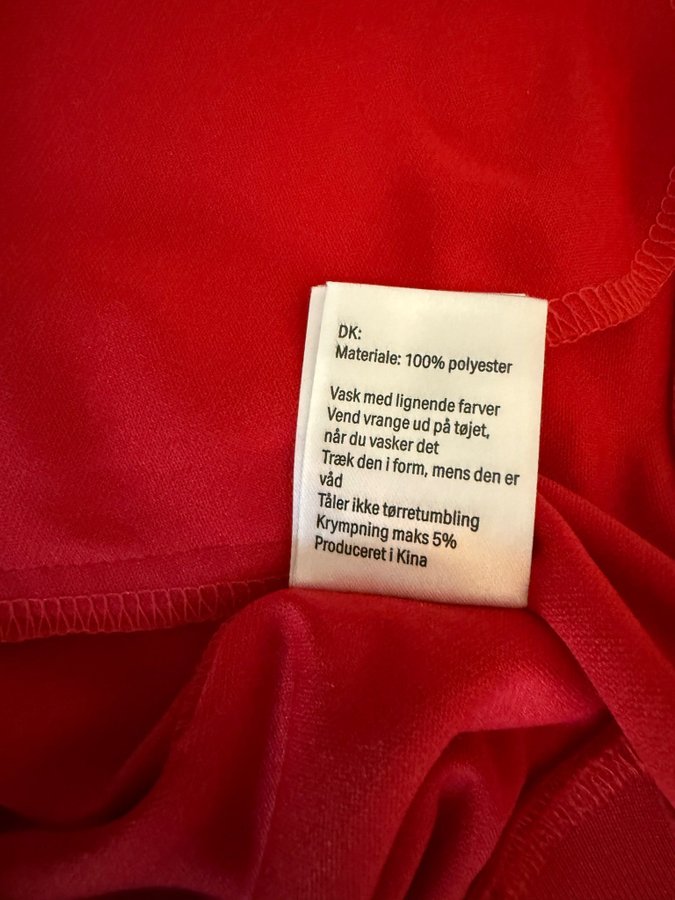 DK:
Materiale: 100% polyester
Vask med lignende farver
Vend vrange ud på tøjet,
når du vasker det
Træk den i form, mens den er
våd
Tåler ikke tørretumbling
Krympning maks 5%
Produceret i Kina